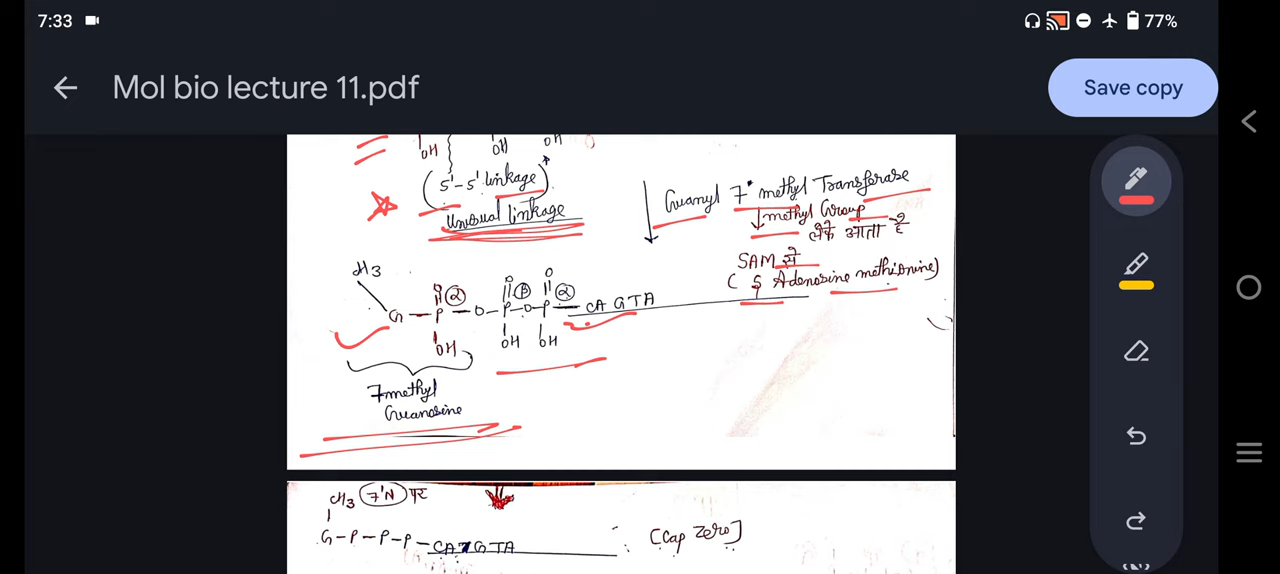 7:33
77%
Mol bio lecture 11.pdf
Save copy
OH
OH
OH
(5'-5' linkage)*
Unusual linkage
Guanyl 7' methyl Transferase
methyl Group
लेके आता है
SAM से
( S Adenosine methionine)
CH3
O α
O β
O α
G - P - O - P - O - P - CAGTA
OH
OH OH
7 methyl
Guanosine
CH3 7'N पर
G - P - P - P - CA GTA
[Cap Zero]